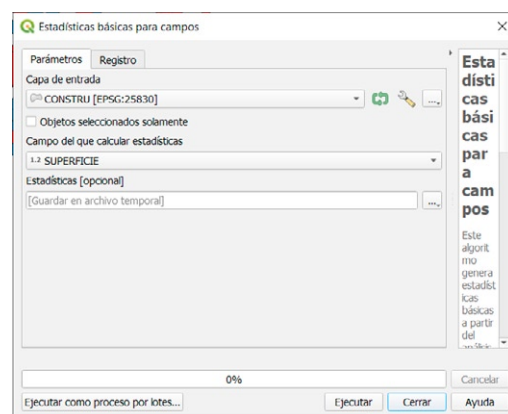 Estadísticas básicas para campos
Parámetros
Registro
Capa de entrada
CONSTRU [EPSG:25830]
Objetos seleccionados solamente
Campo del que calcular estadísticas
1.2 SUPERFICIE
Estadísticas [opcional]
[Guardar en archivo temporal]
Esta
dísti
cas
bási
cas
par
a
cam
pos
Este
algorit
mo
genera
estadíst
icas
básicas
a partir
del
0%
Cancelar
Ejecutar como proceso por lotes...
Ejecutar
Cerrar
Ayuda